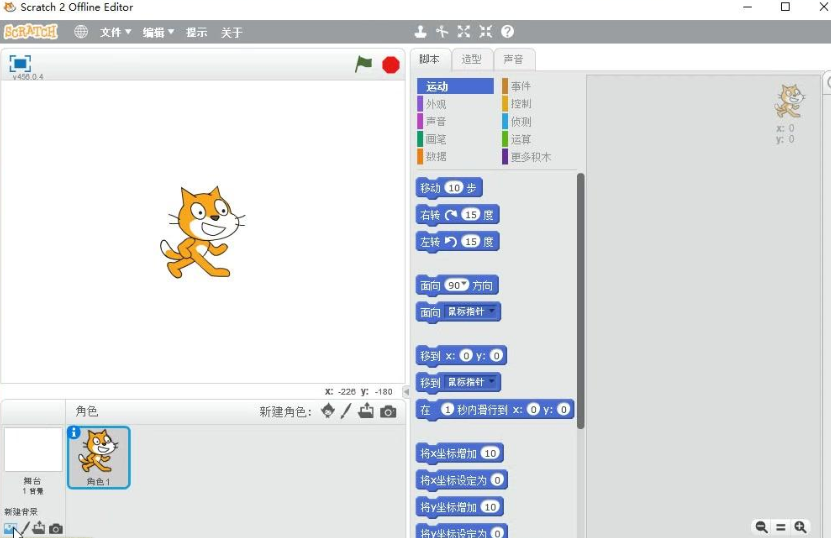 Scratch 2 Offline Editor
SCRATCH 文件 编辑 提示 关于
v456.0.4
脚本 造型 声音
运动 事件
外观 控制
声音 侦测
画笔 运算
数据 更多积木
x: 0
y: 0
移动 10 步
右转 15 度
左转 15 度
面向 90 方向
面向 鼠标指针
移到 x: 0 y: 0
移到 鼠标指针
在 1 秒内滑行到 x: 0 y: 0
将x坐标增加 10
将x坐标设定为 0
将y坐标增加 10
将y坐标设定为 0
x: -226 y: -180
角色 新建角色:
舞台
1 背景
角色1
新建背景